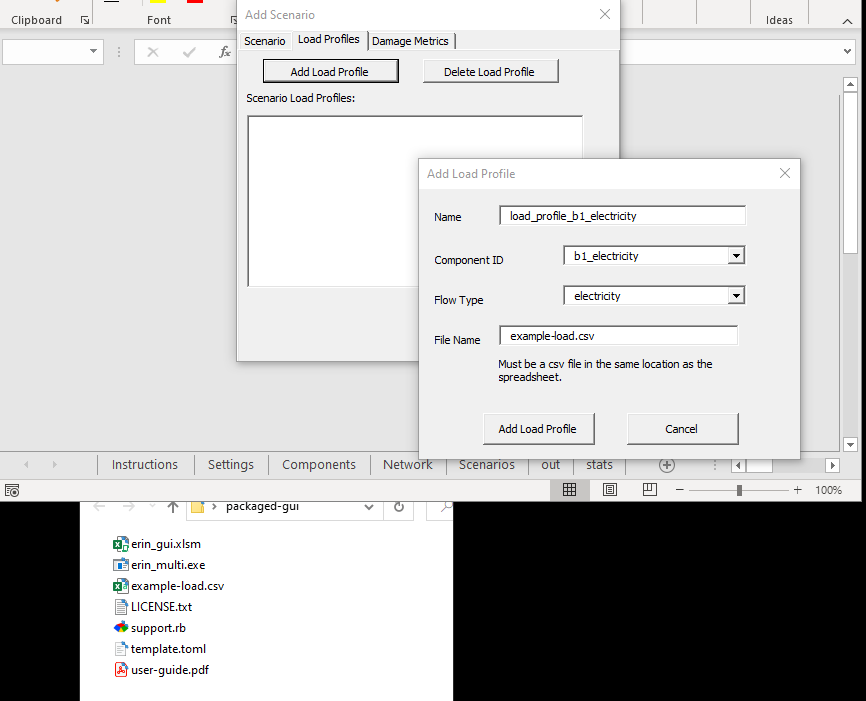 Clipboard
Font
Ideas
fx
Add Scenario
Scenario
Load Profiles
Damage Metrics
Add Load Profile
Delete Load Profile
Scenario Load Profiles:
Add Load Profile
Name
load_profile_b1_electricity
Component ID
b1_electricity
Flow Type
electricity
File Name
example-load.csv
Must be a csv file in the same location as the
spreadsheet.
Add Load Profile
Cancel
Instructions
Settings
Components
Network
Scenarios
out
stats
100%
packaged-gui
erin_gui.xlsm
erin_multi.exe
example-load.csv
LICENSE.txt
support.rb
template.toml
user-guide.pdf